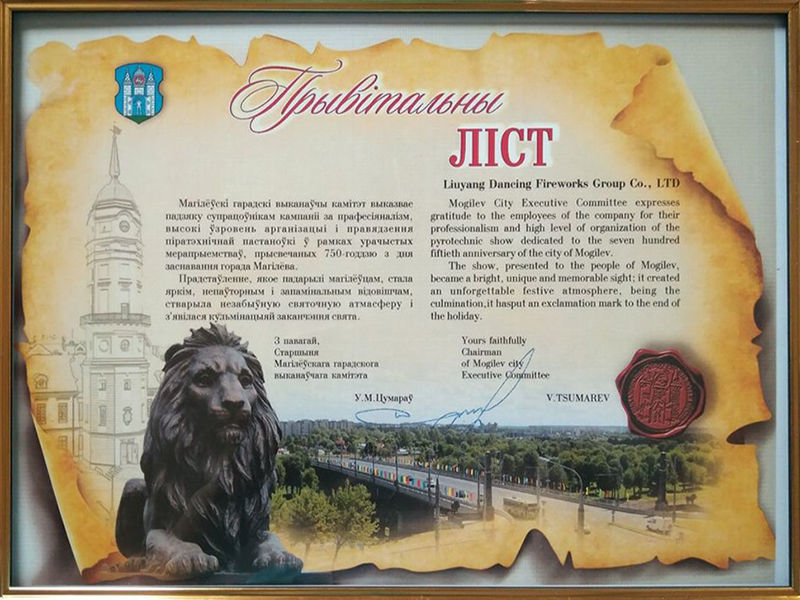 Прывітальны
ЛІСТ
Liuyang Dancing Fireworks Group Co., LTD
Магілёўскі гарадскі выканаўчы камітэт выказвае
падзяку супрацоўнікам кампаніі за прафесіяналізм,
высокі ўзровень арганізацыі і правядзення
піратэхнічнай пастаноўкі ў рамках урачыстых
мерапрыемстваў, прысвечаных 750-годдзю з дня
заснавання горада Магілёва.
Прадстаўленне, якое падарылі магілёўцам, стала
яркім, непаўторным і запамінальным відовішчам,
стварыла незабыўную святочную атмасферу і
з'явілася кульмінацыяй заканчэння свята.
Mogilev City Executive Committee expresses
gratitude to the employees of the company for their
professionalism and high level of organization of the
pyrotechnic show dedicated to the seven hundred
fiftieth anniversary of the city of Mogilev.
The show, presented to the people of Mogilev,
became a bright, unique and memorable sight; it created
an unforgettable festive atmosphere, being the
culmination,it hasput an exclamation mark to the end of
the holiday.
З павагай,
Старшыня
Магілёўскага гарадскога
выканаўчага камітэта
У.М.Цумараў
Yours faithfully
Chairman
of Mogilev city
Executive Committee
V.TSUMAREV